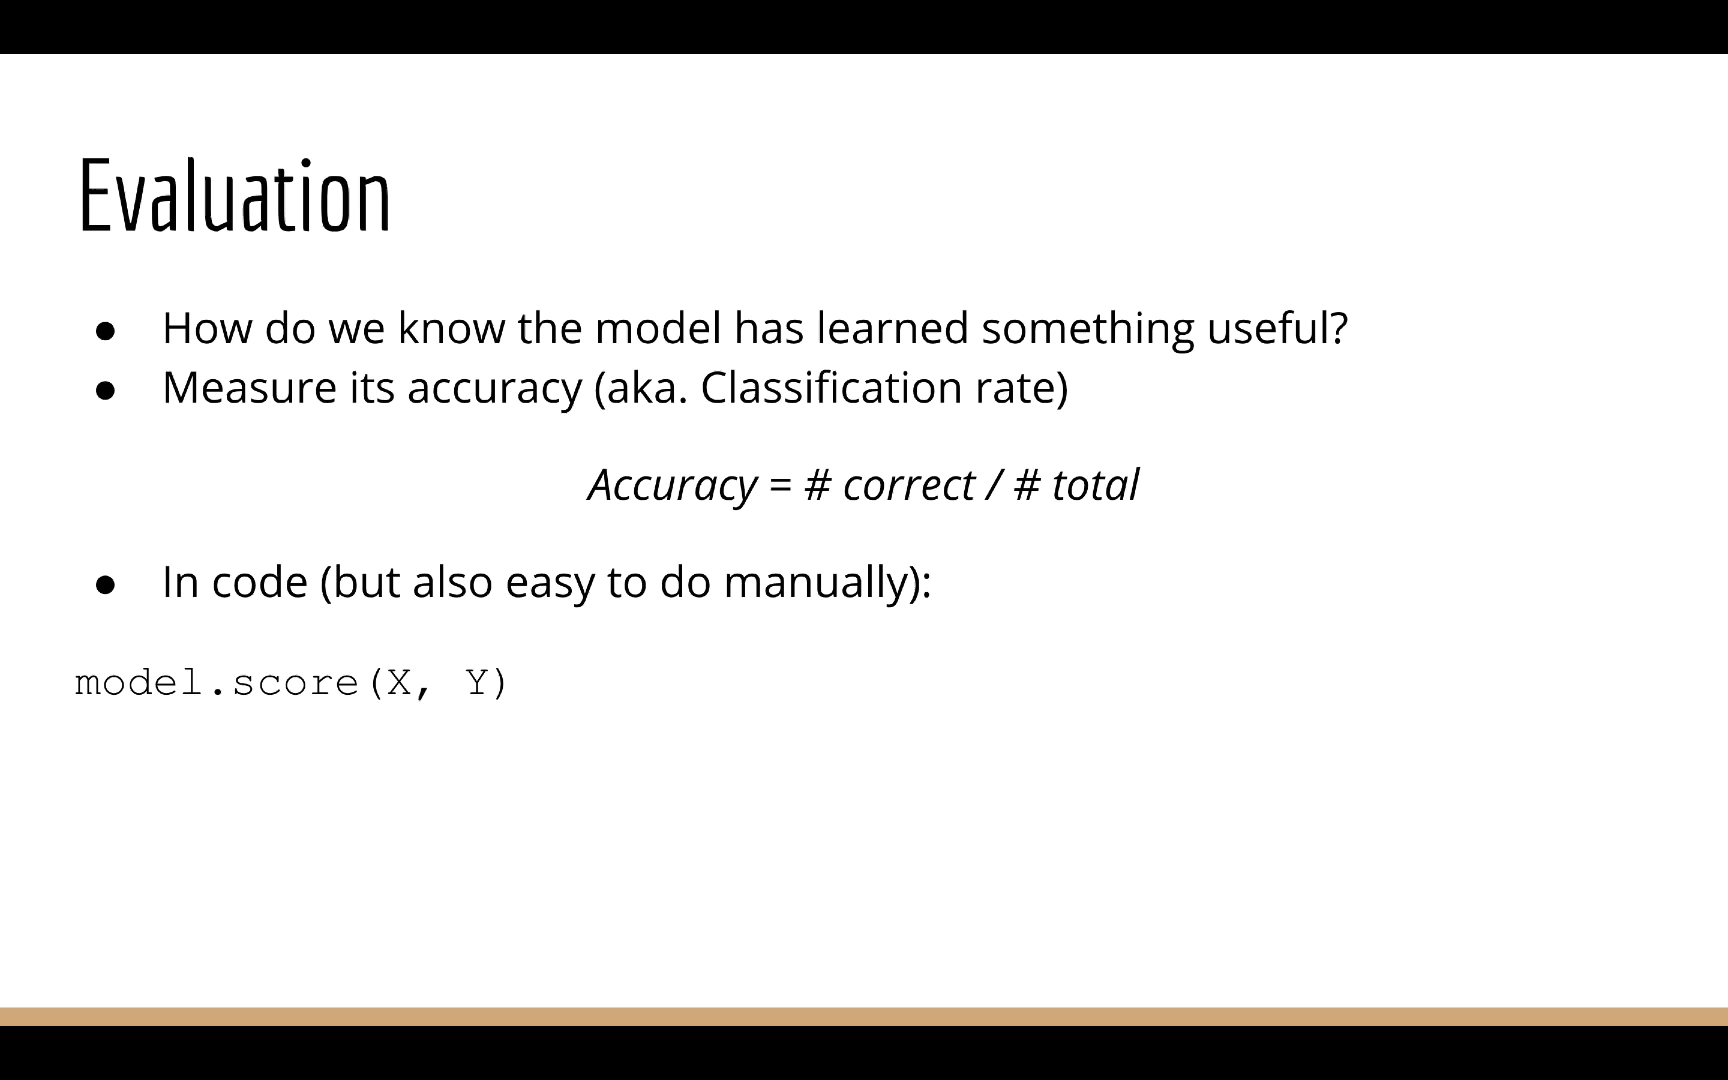 Evaluation
● How do we know the model has learned something useful?
● Measure its accuracy (aka. Classification rate)
Accuracy = # correct / # total
● In code (but also easy to do manually):
model.score(X, Y)